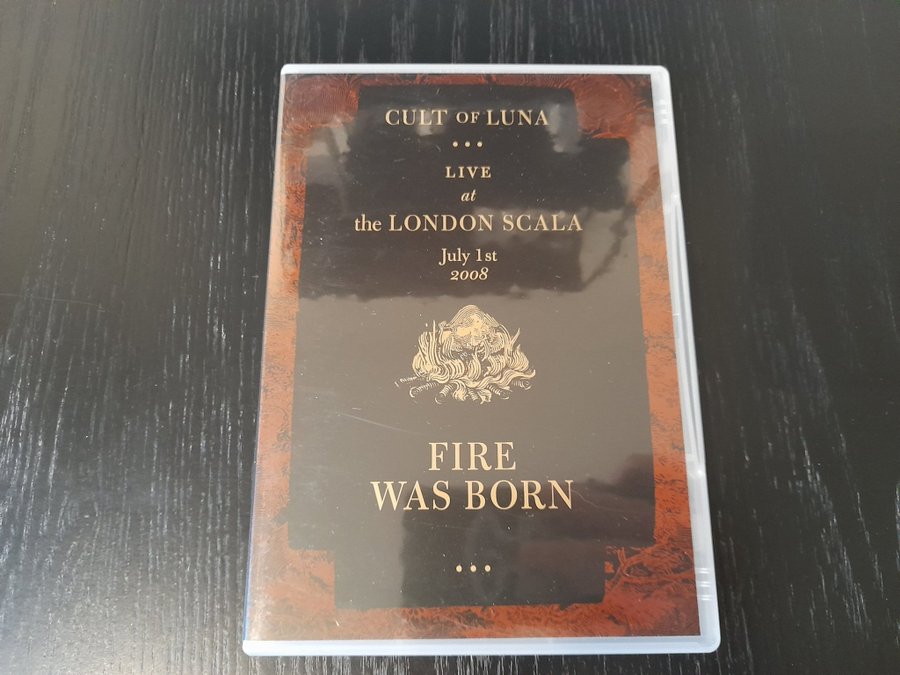 CULT OF LUNA
• • •
LIVE
at
the LONDON SCALA
July 1st
2008
FIRE
WAS BORN
• • •